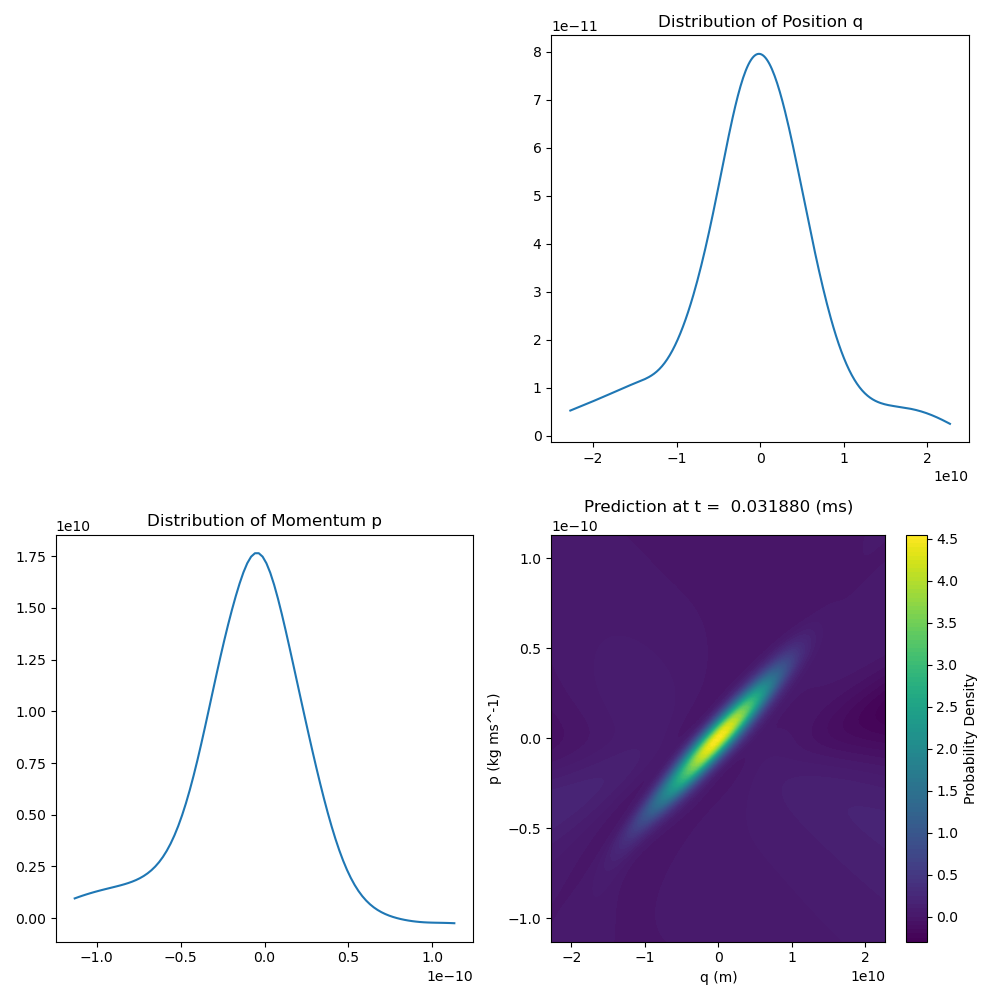 Distribution of Position q
1e−11
8
7
6
5
4
3
2
1
0
−2 −1 0 1 2
1e10
Distribution of Momentum p
1e10
1.75
1.50
1.25
1.00
0.75
0.50
0.25
0.00
−1.0 −0.5 0.0 0.5 1.0
1e−10
Prediction at t =  0.031880 (ms)
1e−10
1.0
0.5
0.0
−0.5
−1.0
p (kg ms^-1)
−2 −1 0 1 2
q (m)
1e10
4.5
4.0
3.5
3.0
2.5
2.0
1.5
1.0
0.5
0.0
Probability Density